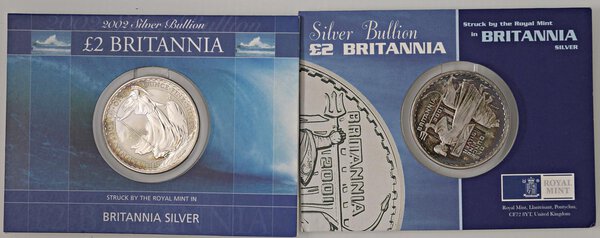 2002 Silver Bullion
£2 BRITANNIA
STRUCK BY THE ROYAL MINT IN
BRITANNIA SILVER
Silver Bullion
£2 BRITANNIA
BRITANNIA
2001
Struck by the Royal Mint
in BRITANNIA
SILVER
BRITANNIA
ROYAL
MINT
Royal Mint, Llantrisant, Pontyclun,
CF72 8YT, United Kingdom